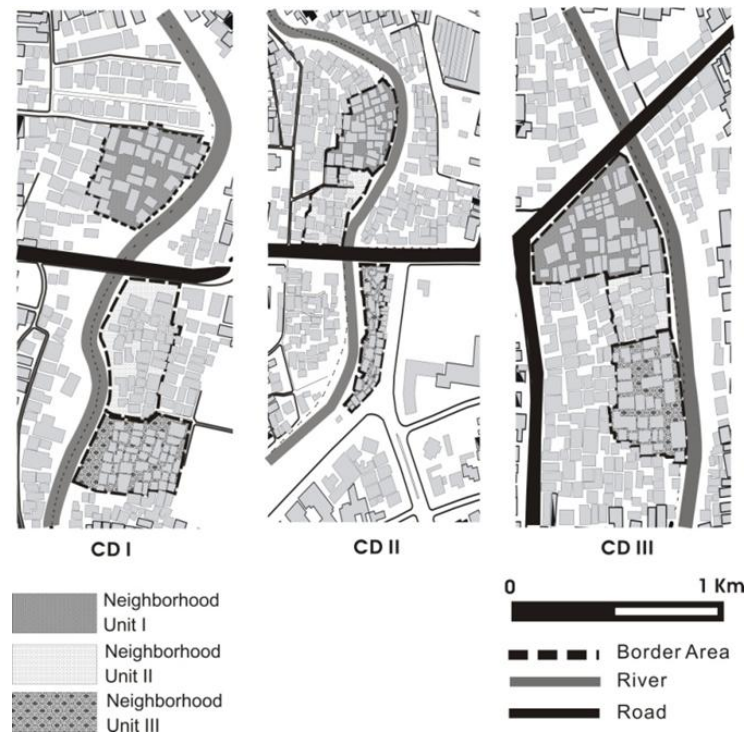 CD I
CD II
CD III
Neighborhood
Unit I
Neighborhood
Unit II
Neighborhood
Unit III
0 1 Km
Border Area
River
Road